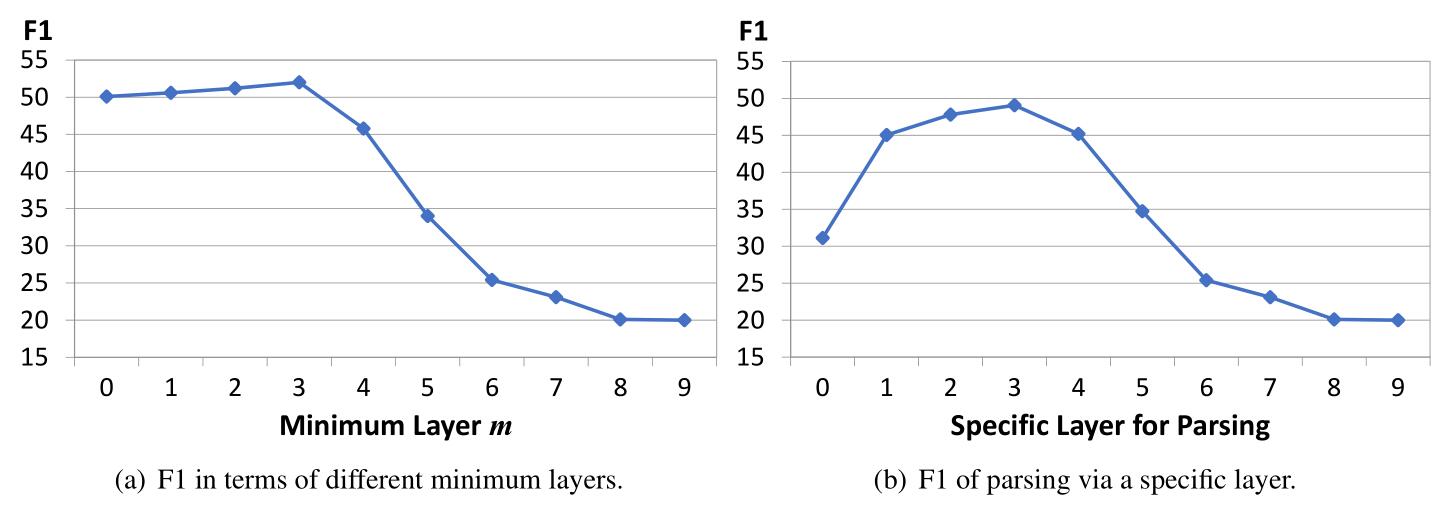 F1
55
50
45
40
35
30
25
20
15
0 1 2 3 4 5 6 7 8 9
Minimum Layer m
(a) F1 in terms of different minimum layers.
F1
55
50
45
40
35
30
25
20
15
0 1 2 3 4 5 6 7 8 9
Specific Layer for Parsing
(b) F1 of parsing via a specific layer.